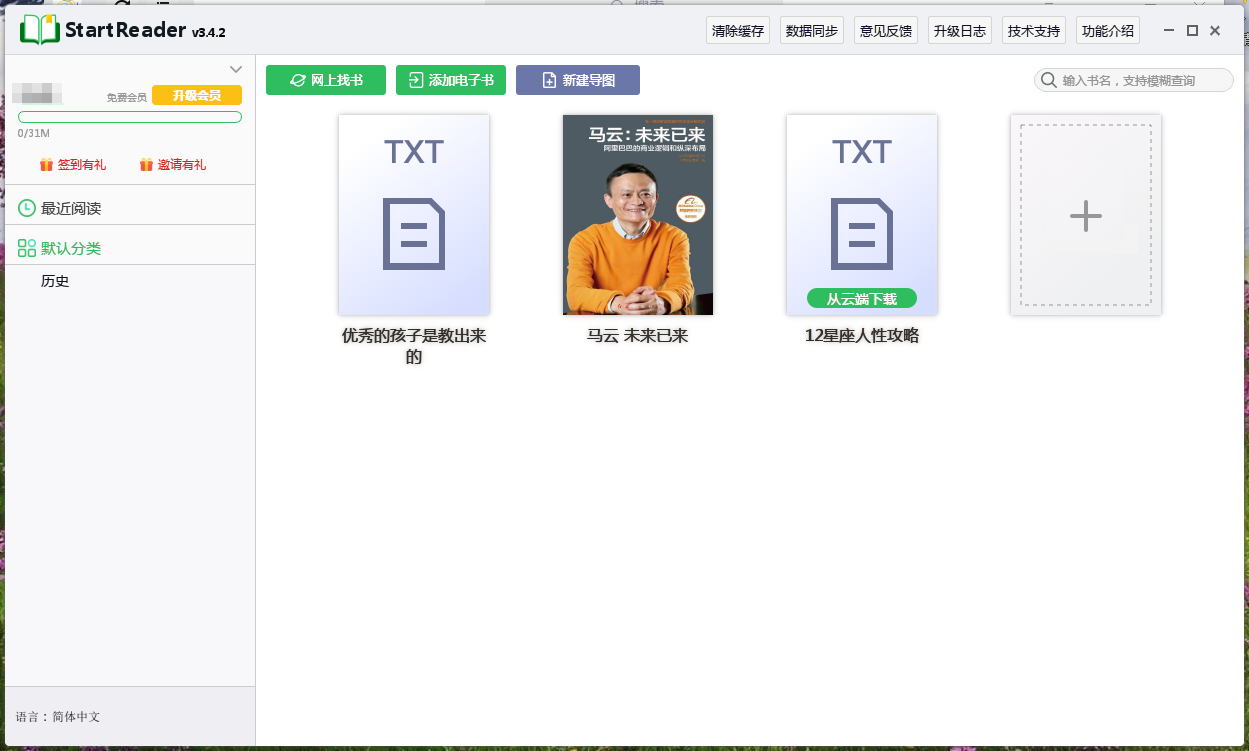 搜索
StartReader v3.4.2
清除缓存 数据同步 意见反馈 升级日志 技术支持 功能介绍
免费会员 升级会员
0/31M
签到有礼 邀请有礼
最近阅读
默认分类
历史
语言：简体中文
网上找书 添加电子书 新建导图
输入书名，支持模糊查询
TXT
优秀的孩子是教出来
的
马云：未来已来
阿里巴巴的商业逻辑和纵深布局
马云 未来已来
TXT
从云端下载
12星座人性攻略